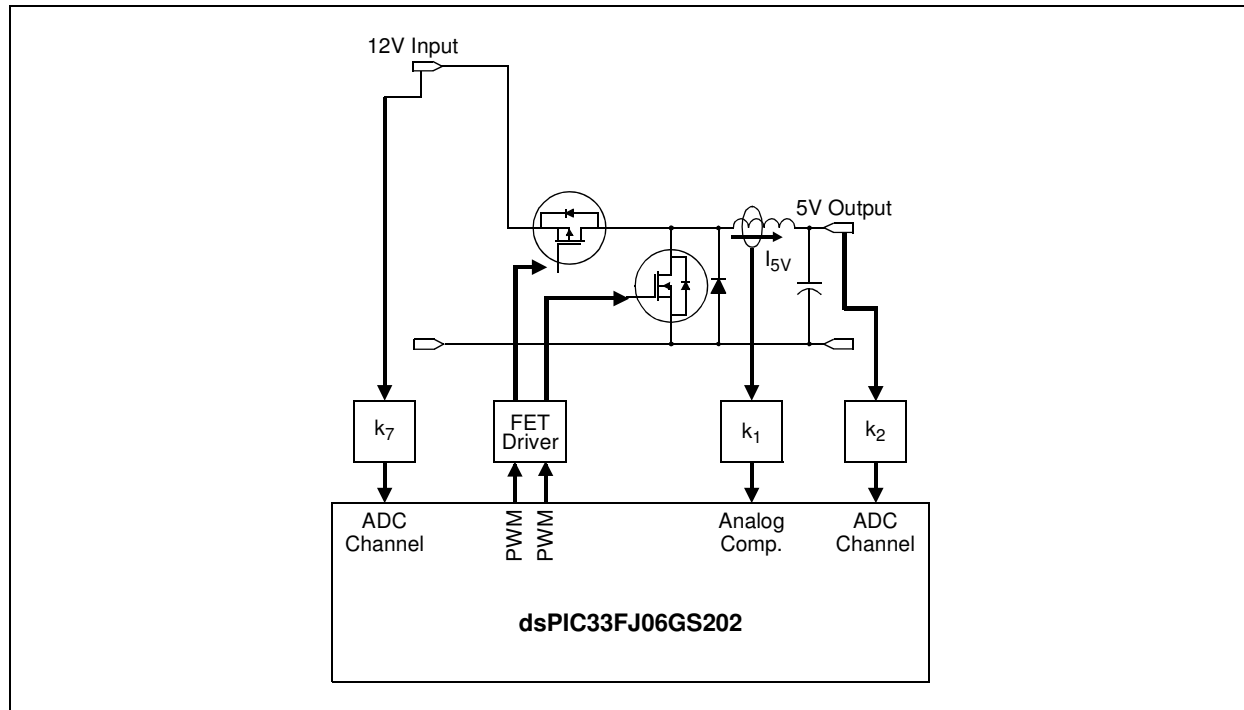 12V Input
5V Output
I5V
k7
FET
Driver
k1
k2
ADC
Channel
PWM
PWM
Analog
Comp.
ADC
Channel
dsPIC33FJ06GS202